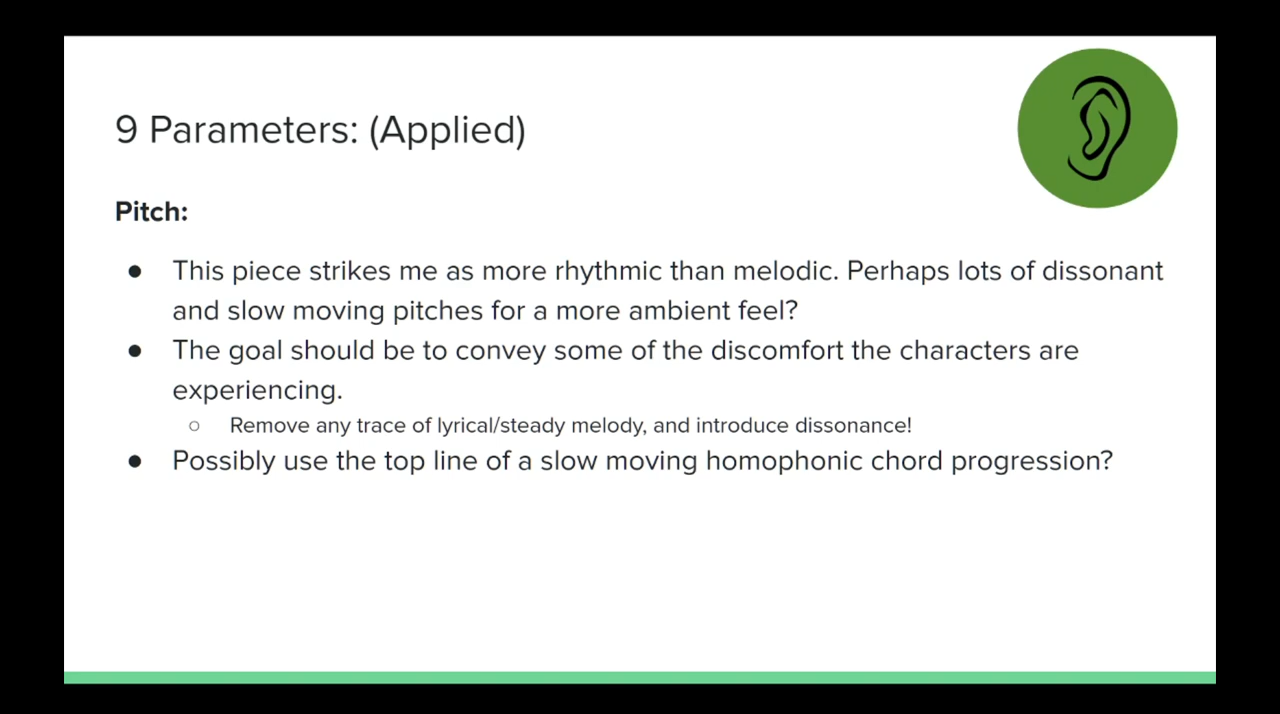 9 Parameters: (Applied)
Pitch:
● This piece strikes me as more rhythmic than melodic. Perhaps lots of dissonant
and slow moving pitches for a more ambient feel?
● The goal should be to convey some of the discomfort the characters are
experiencing.
○ Remove any trace of lyrical/steady melody, and introduce dissonance!
● Possibly use the top line of a slow moving homophonic chord progression?